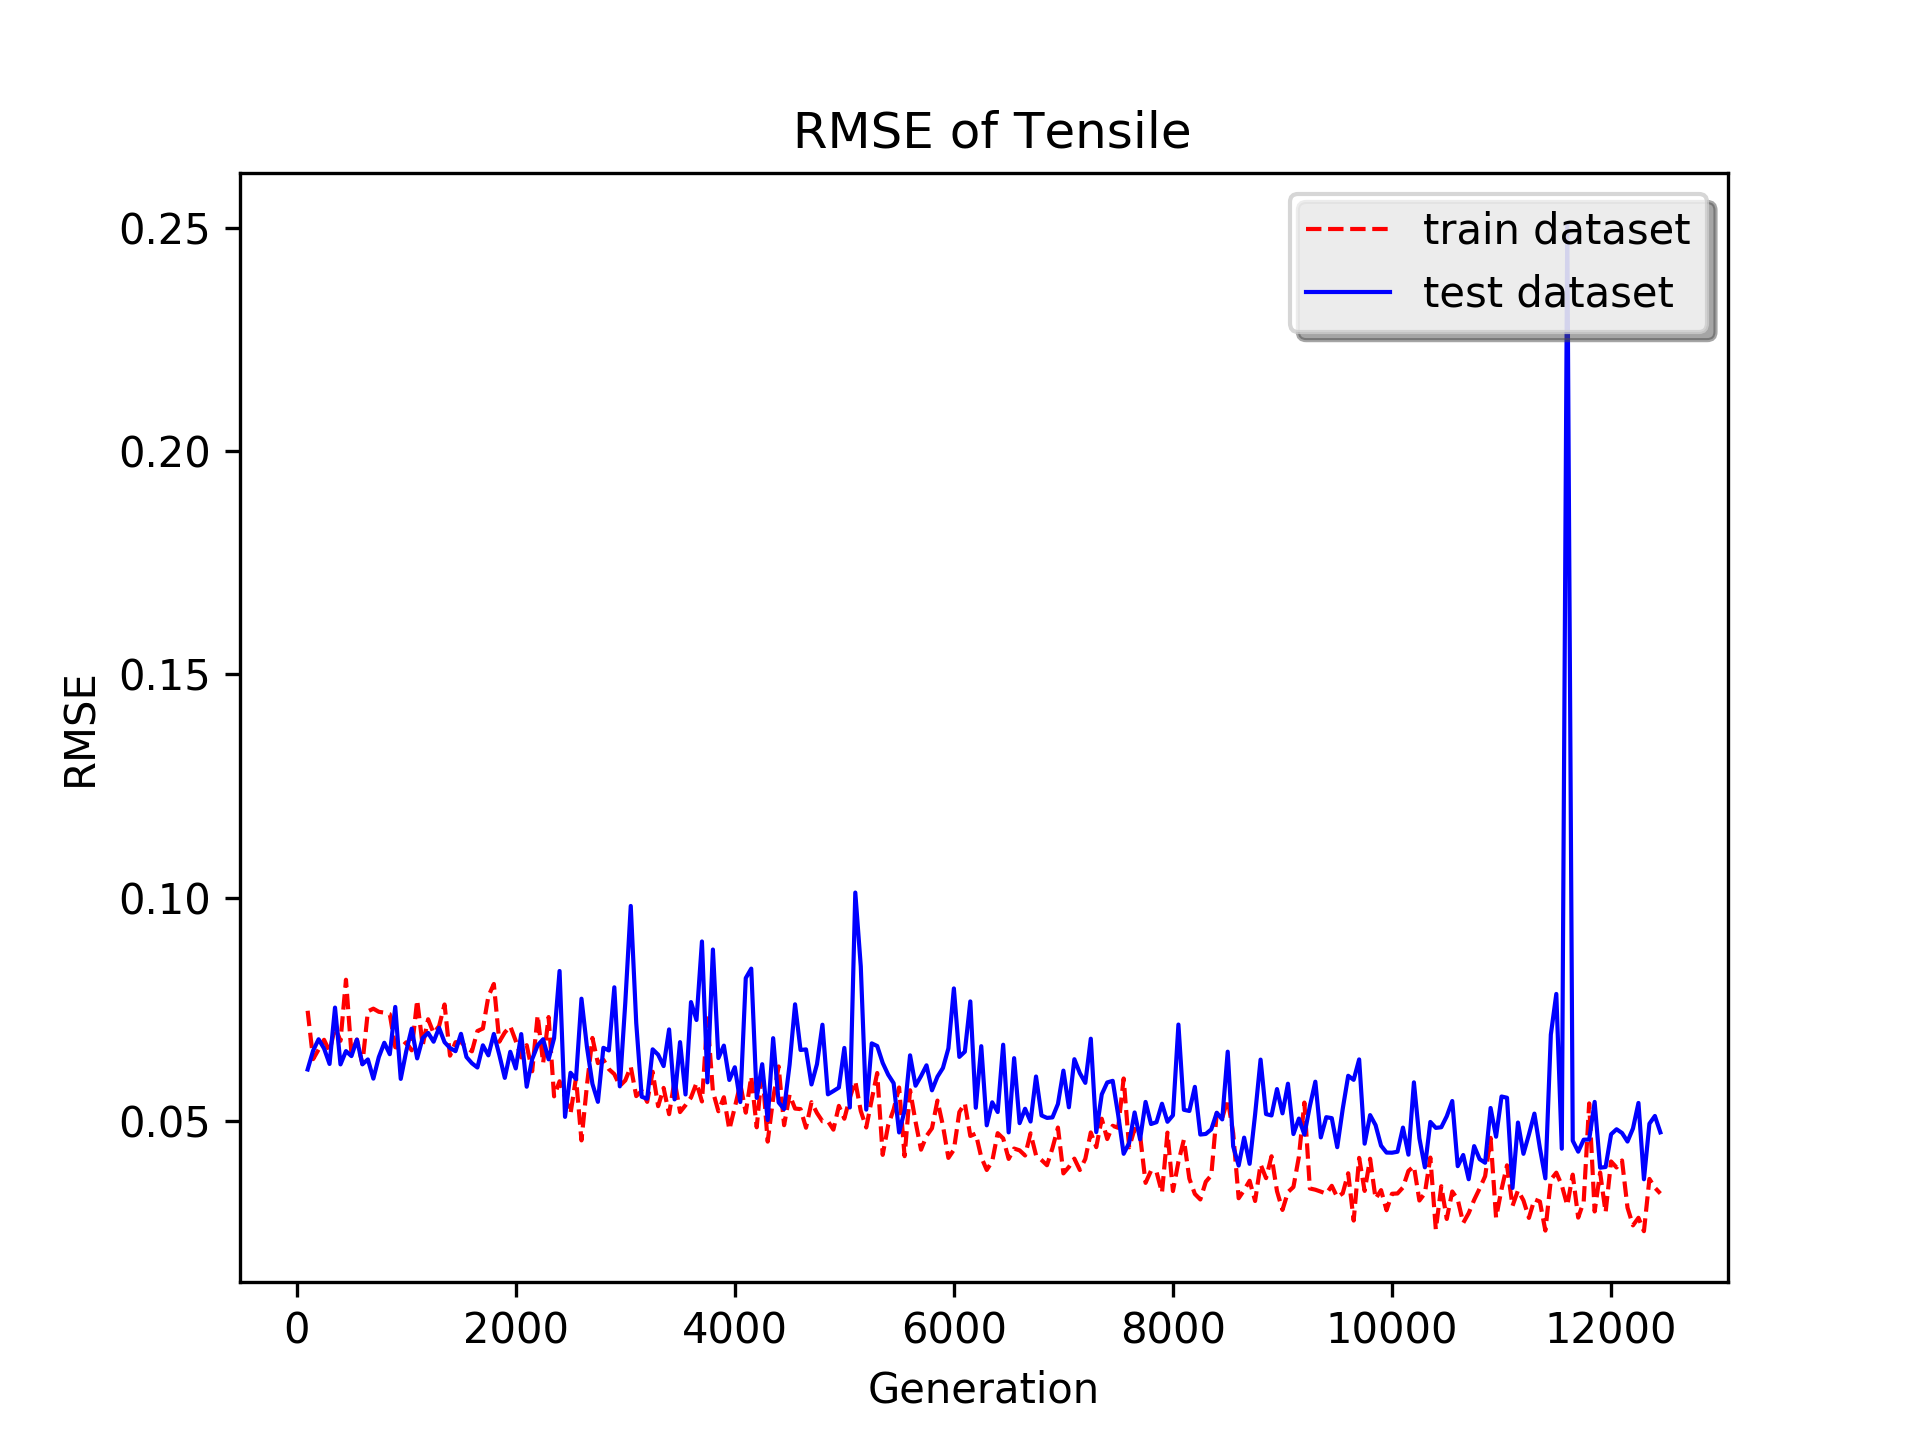 RMSE of Tensile
train dataset
test dataset
0.25
0.20
0.15
0.10
0.05
RMSE
0 2000 4000 6000 8000 10000 12000
Generation